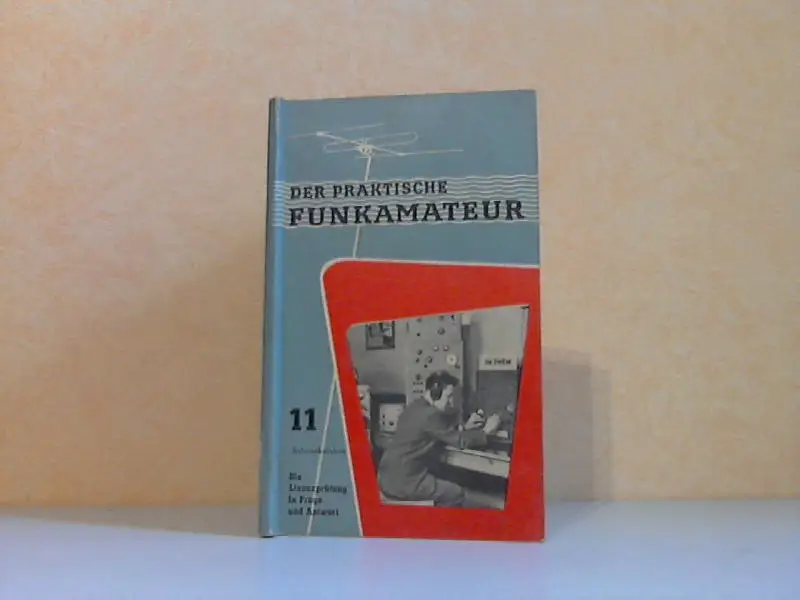 DER PRAKTISCHE
FUNKAMATEUR
11
Die
Lizenzprüfung
in Frage
und Antwort